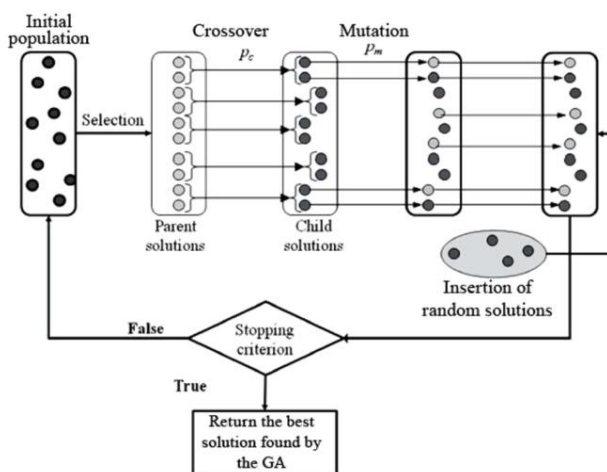 Initial
population
Crossover
p_c
Mutation
p_m
Selection
Parent
solutions
Child
solutions
Insertion of
random solutions
False
Stopping
criterion
True
Return the best
solution found by
the GA